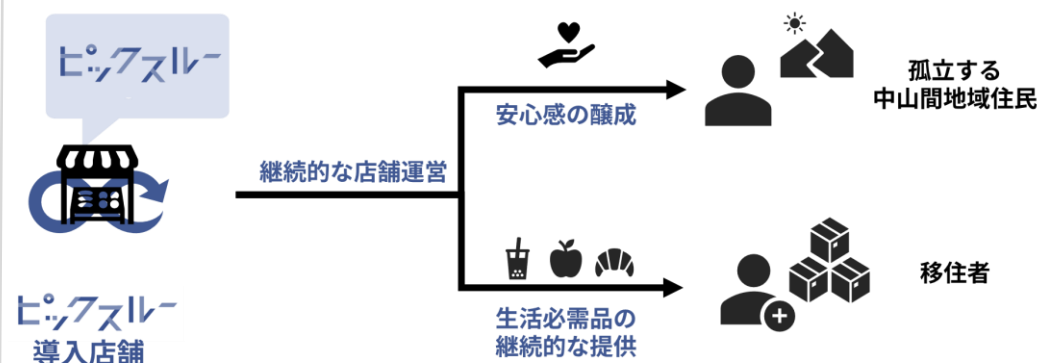 ピックスルー
継続的な店舗運営
安心感の醸成
孤立する
中山間地域住民
生活必需品の
継続的な提供
移住者
ピックスルー
導入店舗